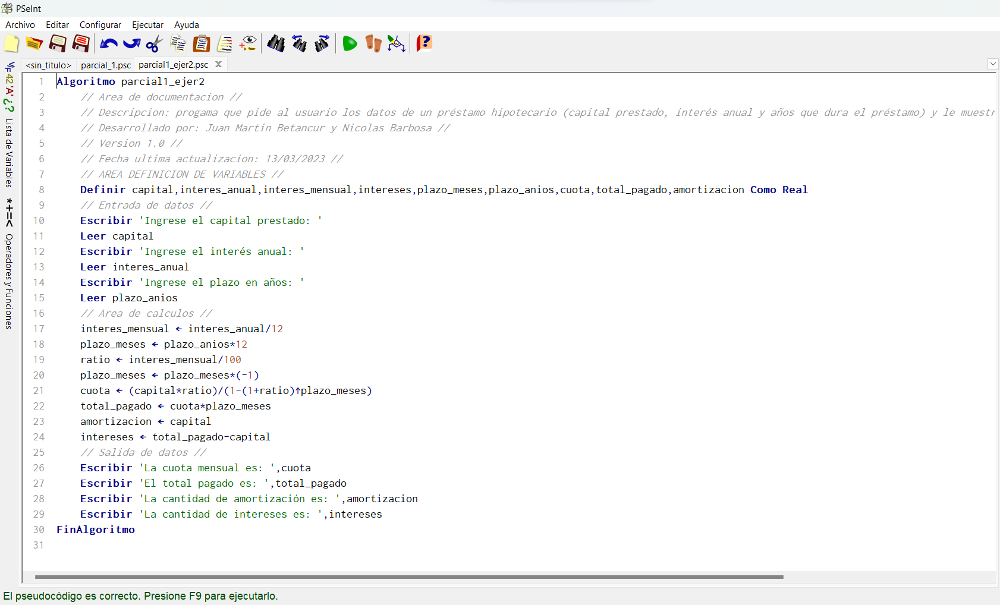 PSeInt
Archivo Editar Configurar Ejecutar Ayuda
<sin_titulo> parcial_1.psc parcial1_ejer2.psc
42 'A' ¿? Lista de Variables
*+=< Operadores y Funciones
1 Algoritmo parcial1_ejer2
2 // Area de documentacion //
3 // Descripcion: progama que pide al usuario los datos de un préstamo hipotecario (capital prestado, interés anual y años que dura el préstamo) y le muestr
4 // Desarrollado por: Juan Martin Betancur y Nicolas Barbosa //
5 // Version 1.0 //
6 // Fecha ultima actualizacion: 13/03/2023 //
7 // AREA DEFINICION DE VARIABLES //
8 Definir capital,interes_anual,interes_mensual,intereses,plazo_meses,plazo_anios,cuota,total_pagado,amortizacion Como Real
9 // Entrada de datos //
10 Escribir 'Ingrese el capital prestado: '
11 Leer capital
12 Escribir 'Ingrese el interés anual: '
13 Leer interes_anual
14 Escribir 'Ingrese el plazo en años: '
15 Leer plazo_anios
16 // Area de calculos //
17 interes_mensual ← interes_anual/12
18 plazo_meses ← plazo_anios*12
19 ratio ← interes_mensual/100
20 plazo_meses ← plazo_meses*(-1)
21 cuota ← (capital*ratio)/(1-(1+ratio)↑plazo_meses)
22 total_pagado ← cuota*plazo_meses
23 amortizacion ← capital
24 intereses ← total_pagado-capital
25 // Salida de datos //
26 Escribir 'La cuota mensual es: ',cuota
27 Escribir 'El total pagado es: ',total_pagado
28 Escribir 'La cantidad de amortización es: ',amortizacion
29 Escribir 'La cantidad de intereses es: ',intereses
30 FinAlgoritmo
31
El pseudocódigo es correcto. Presione F9 para ejecutarlo.